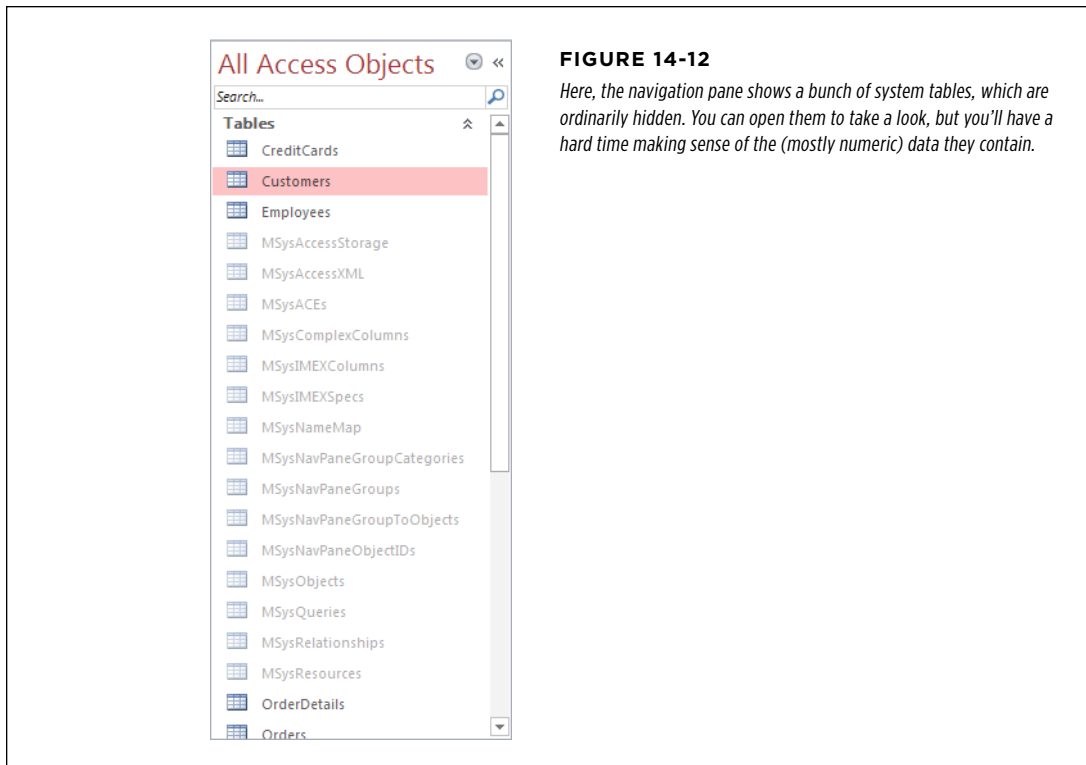 All Access Objects
Search...
Tables
CreditCards
Customers
Employees
MSysAccessStorage
MSysAccessXML
MSysACEs
MSysComplexColumns
MSysIMEXColumns
MSysIMEXSpecs
MSysNameMap
MSysNavPaneGroupCategories
MSysNavPaneGroups
MSysNavPaneGroupToObjects
MSysNavPaneObjectIDs
MSysObjects
MSysQueries
MSysRelationships
MSysResources
OrderDetails
Orders
FIGURE 14-12
Here, the navigation pane shows a bunch of system tables, which are
ordinarily hidden. You can open them to take a look, but you’ll have a
hard time making sense of the (mostly numeric) data they contain.